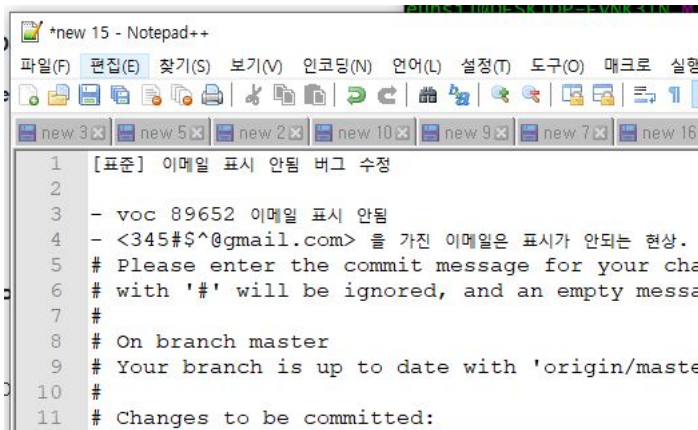 *new 15 - Notepad++
파일(F) 편집(E) 찾기(S) 보기(V) 인코딩(N) 언어(L) 설정(T) 도구(O) 매크로 실행
new 3 new 5 new 2 new 10 new 9 new 7 new 16
1 [표준] 이메일 표시 안됨 버그 수정
2
3 - voc 89652 이메일 표시 안됨
4 - <345#$^@gmail.com> 을 가진 이메일은 표시가 안되는 현상.
5 # Please enter the commit message for your cha
6 # with '#' will be ignored, and an empty messa
7 #
8 # On branch master
9 # Your branch is up to date with 'origin/maste
10 #
11 # Changes to be committed: